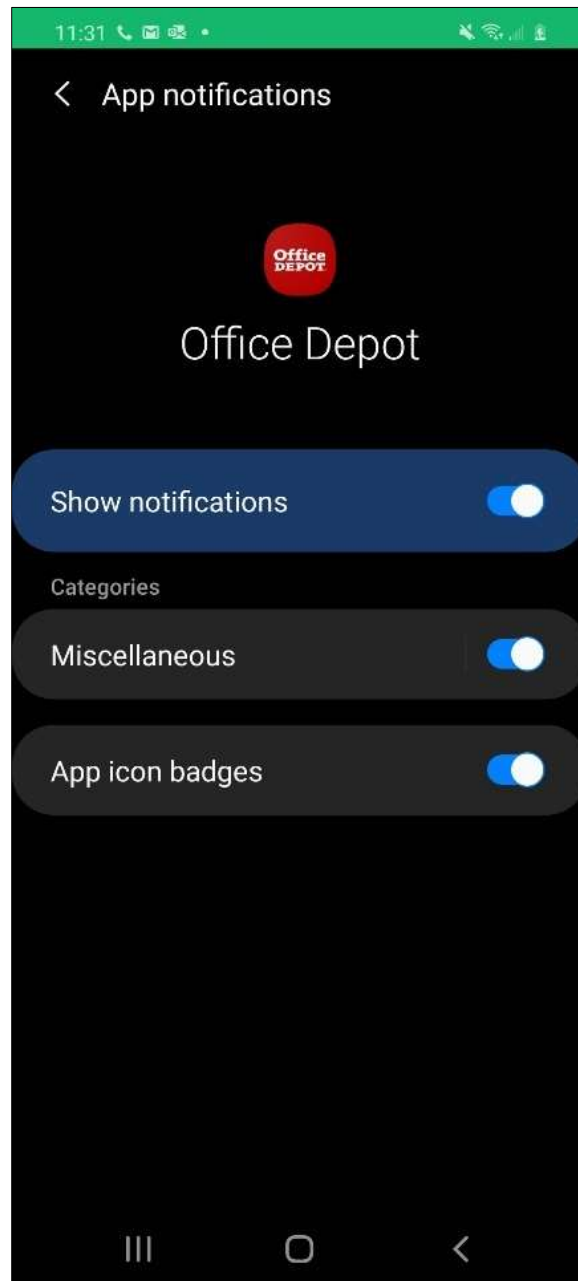 11:31
App notifications
Office
DEPOT
Office Depot
Show notifications
Categories
Miscellaneous
App icon badges